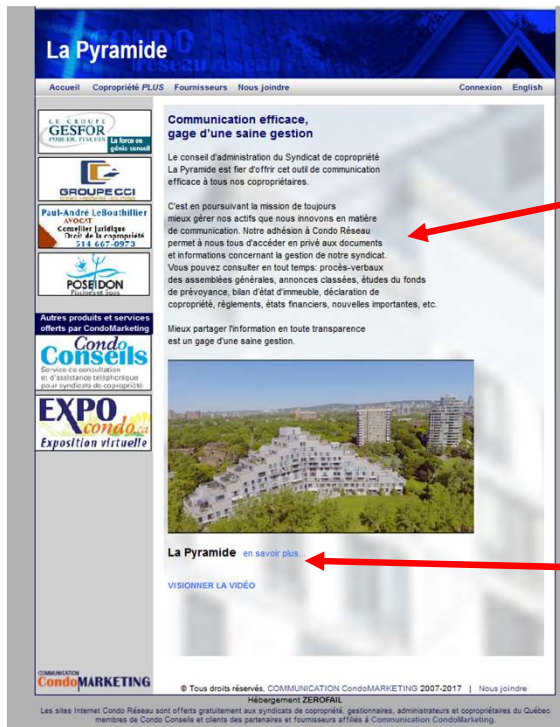 La Pyramide
Accueil Copropriété PLUS Fournisseurs Nous joindre Connexion English
LE GROUPE
GESFOR
POIRIER, PINCHIN
La force en
génie conseil
GROUPE CCI
Paul-André LeBouthillier
AVOCAT
Conseiller juridique
Droit de la copropriété
514 667-0973
POSEIDON
Piscines et Spas
Autres produits et services
offerts par CondoMarketing
Condo
Conseils
Service de consultation
et d'assistance téléphonique
pour syndicats de copropriété
EXPO
condo.ca
Exposition virtuelle
Communication efficace,
gage d'une saine gestion
Le conseil d'administration du Syndicat de copropriété
La Pyramide est fier d'offrir cet outil de communication
efficace à tous nos copropriétaires.
C'est en poursuivant la mission de toujours
mieux gérer nos actifs que nous innovons en matière
de communication. Notre adhésion à Condo Réseau
permet à nous tous d'accéder en privé aux documents
et informations concernant la gestion de notre syndicat.
Vous pouvez consulter en tout temps: procès-verbaux
des assemblées générales, annonces classées, études du fonds
de prévoyance, bilan d'état d'immeuble, déclaration de
copropriété, règlements, états financiers, nouvelles importantes, etc.
Mieux partager l'information en toute transparence
est un gage d'une saine gestion.
La Pyramide en savoir plus...
VISIONNER LA VIDÉO
COMMUNICATION
CondoMARKETING
© Tous droits réservés, COMMUNICATION CondoMARKETING 2007-2017 | Nous joindre
Hébergement ZEROFAIL
Les sites Internet Condo Réseau sont offerts gratuitement aux syndicats de copropriété, gestionnaires, administrateurs et copropriétaires du Québec
membres de Condo Conseils et clients des partenaires et fournisseurs affiliés à Communication CondoMarketing.